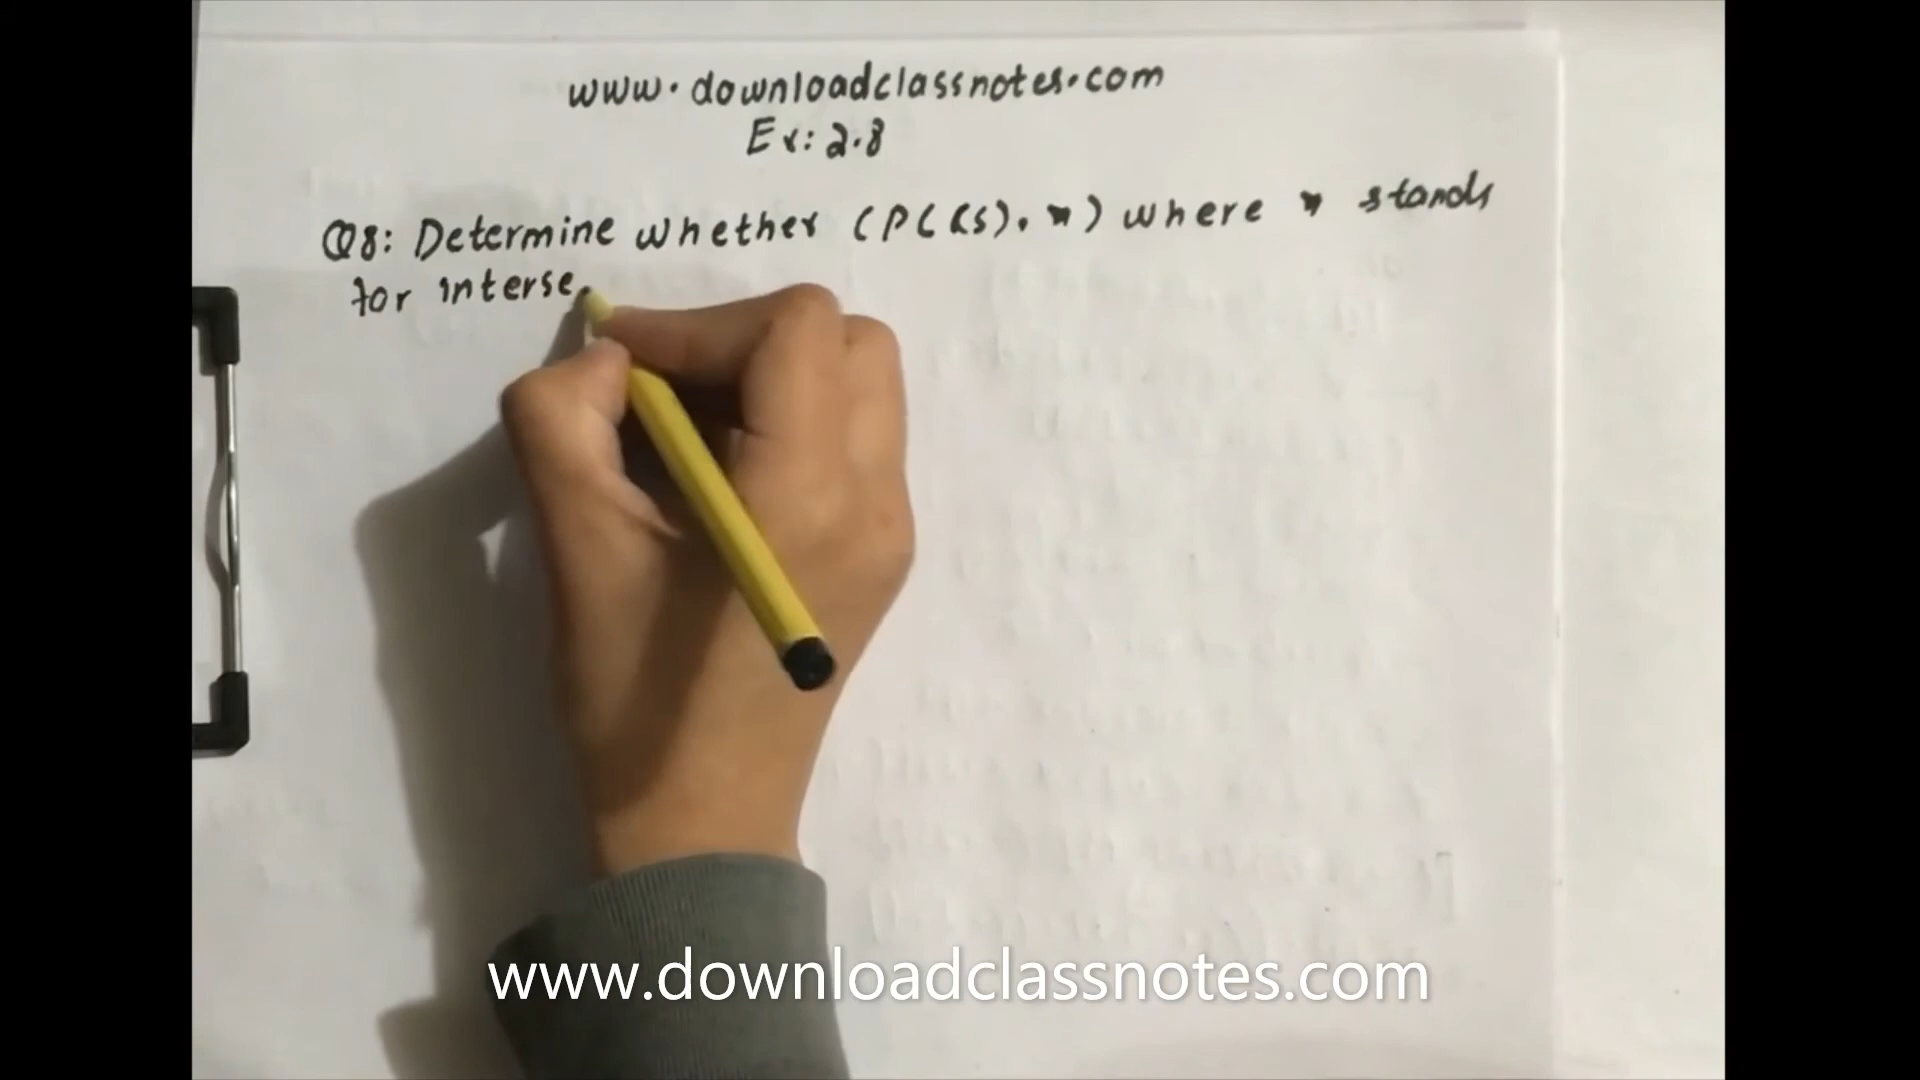 www.downloadclassnotes.com
Ex: 2.8
Q8: Determine whether (P((s), *) where * stands
for interse
www.downloadclassnotes.com